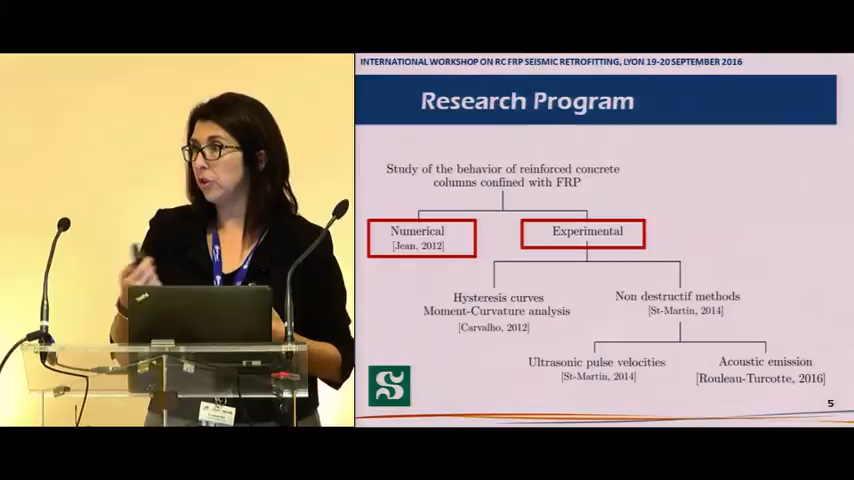 INTERNATIONAL WORKSHOP ON RC FRP SEISMIC RETROFITTING, LYON 19-20 SEPTEMBER 2016
Research Program
Study of the behavior of reinforced concrete
columns confined with FRP
Numerical
[Jean, 2012]
Experimental
Hysteresis curves
Moment-Curvature analysis
[Carvalho, 2012]
Non destructif methods
[St-Martin, 2014]
Ultrasonic pulse velocities
[St-Martin, 2014]
Acoustic emission
[Rouleau-Turcotte, 2016]
S
5